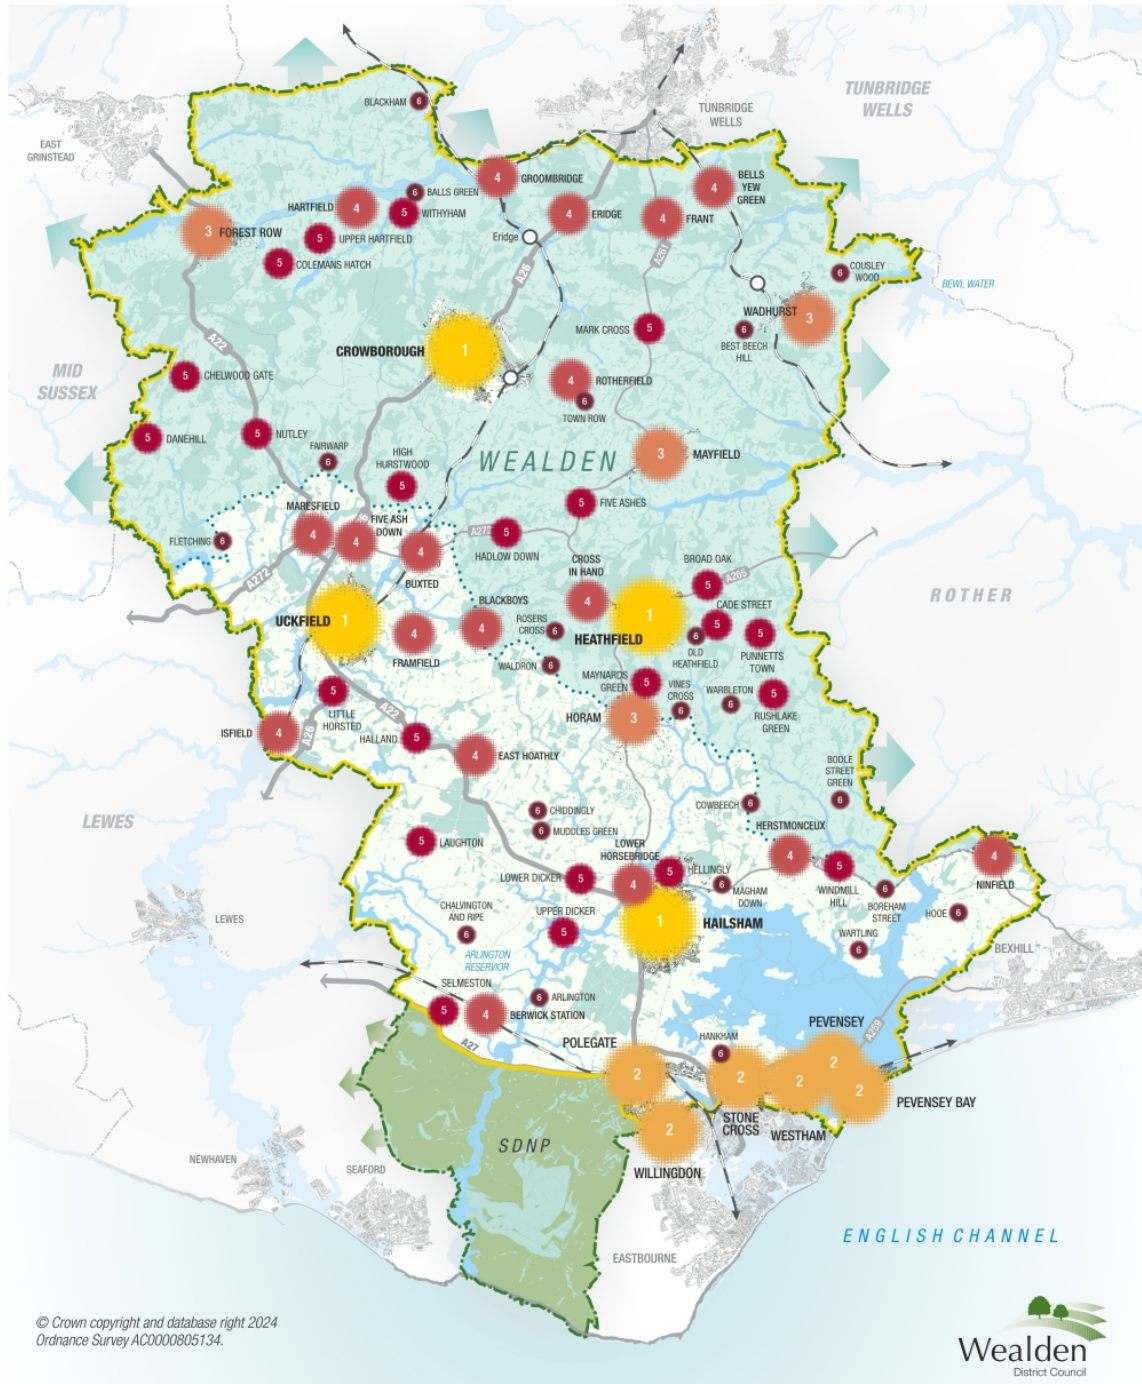 BLACKHAM
6
TUNBRIDGE
WELLS
TUNBRIDGE
WELLS
EAST
GRINSTEAD
4
GROOMBRIDGE
4
BELLS
YEW
GREEN
6
BALLS GREEN
HARTFIELD
4
5
WITHYHAM
4
ERIDGE
4
FRANT
3
FOREST ROW
5
UPPER HARTFIELD
Eridge
5
COLEMANS HATCH
A26
A261
6
COUSLEY
WOOD
BEWL WATER
WADHURST
3
MARK CROSS
5
6
BEST BEECH
HILL
A22
CROWBOROUGH
1
MID
SUSSEX
5
CHELWOOD GATE
4
ROTHERFIELD
6
TOWN ROW
5
DANEHILL
5
NUTLEY
FAIRWARP
6
HIGH
HURSTWOOD
5
WEALDEN
3
MAYFIELD
5
FIVE ASHES
MARESFIELD
4
FIVE ASH
DOWN
4
FLETCHING
6
A272
5
HADLOW DOWN
4
BUXTED
A272
CROSS
IN HAND
4
BROAD OAK
5
A265
ROTHER
UCKFIELD
1
BLACKBOYS
4
4
FRAMFIELD
ROSERS
CROSS
6
HEATHFIELD
1
CADE STREET
5
6
OLD
HEATHFIELD
5
PUNNETTS
TOWN
WALDRON
6
MAYNARDS
GREEN
5
VINES
CROSS
6
WARBLETON
6
5
RUSHLAKE
GREEN
5
LITTLE
HORSTED
A22
HORAM
3
ISFIELD
4
A26
HALLAND
5
4
EAST HOATHLY
BODLE
STREET
GREEN
6
LEWES
6
CHIDDINGLY
6
MUDDLES GREEN
COWBEECH
6
HERSTMONCEUX
4
5
LAUGHTON
LOWER
HORSEBRIDGE
4
5
HELLINGLY
LOWER DICKER
5
6
MAGHAM
DOWN
5
WINDMILL
HILL
6
BOREHAM
STREET
4
NINFIELD
LEWES
CHALVINGTON
AND RIPE
6
UPPER DICKER
5
1
HAILSHAM
HOOE
6
WARTLING
6
BEXHILL
ARLINGTON
RESERVIOR
SELMESTON
5
4
BERWICK STATION
6
ARLINGTON
POLEGATE
2
HANKHAM
6
PEVENSEY
A259
A27
2
2
2
2
PEVENSEY BAY
STONE
CROSS
WESTHAM
2
WILLINGDON
SDNP
NEWHAVEN
SEAFORD
EASTBOURNE
ENGLISH CHANNEL
© Crown copyright and database right 2024
Ordnance Survey AC0000805134.
Wealden
District Council